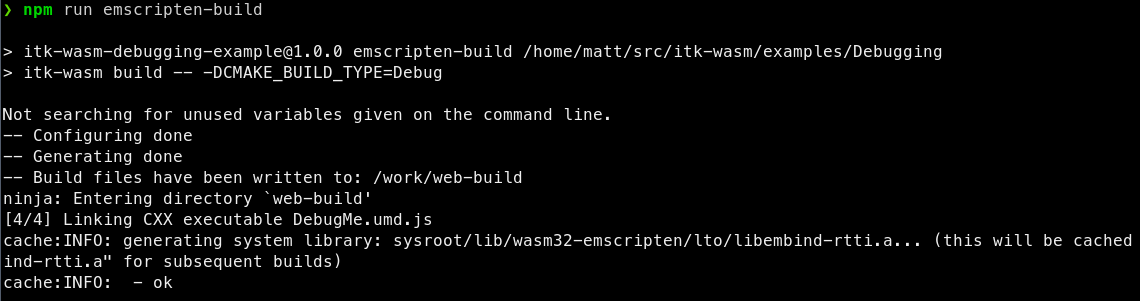 ❯ npm run emscripten-build
> itk-wasm-debugging-example@1.0.0 emscripten-build /home/matt/src/itk-wasm/examples/Debugging
> itk-wasm build -- -DCMAKE_BUILD_TYPE=Debug
Not searching for unused variables given on the command line.
-- Configuring done
-- Generating done
-- Build files have been written to: /work/web-build
ninja: Entering directory `web-build'
[4/4] Linking CXX executable DebugMe.umd.js
cache:INFO: generating system library: sysroot/lib/wasm32-emscripten/lto/libembind-rtti.a... (this will be cached
ind-rtti.a" for subsequent builds)
cache:INFO:  - ok